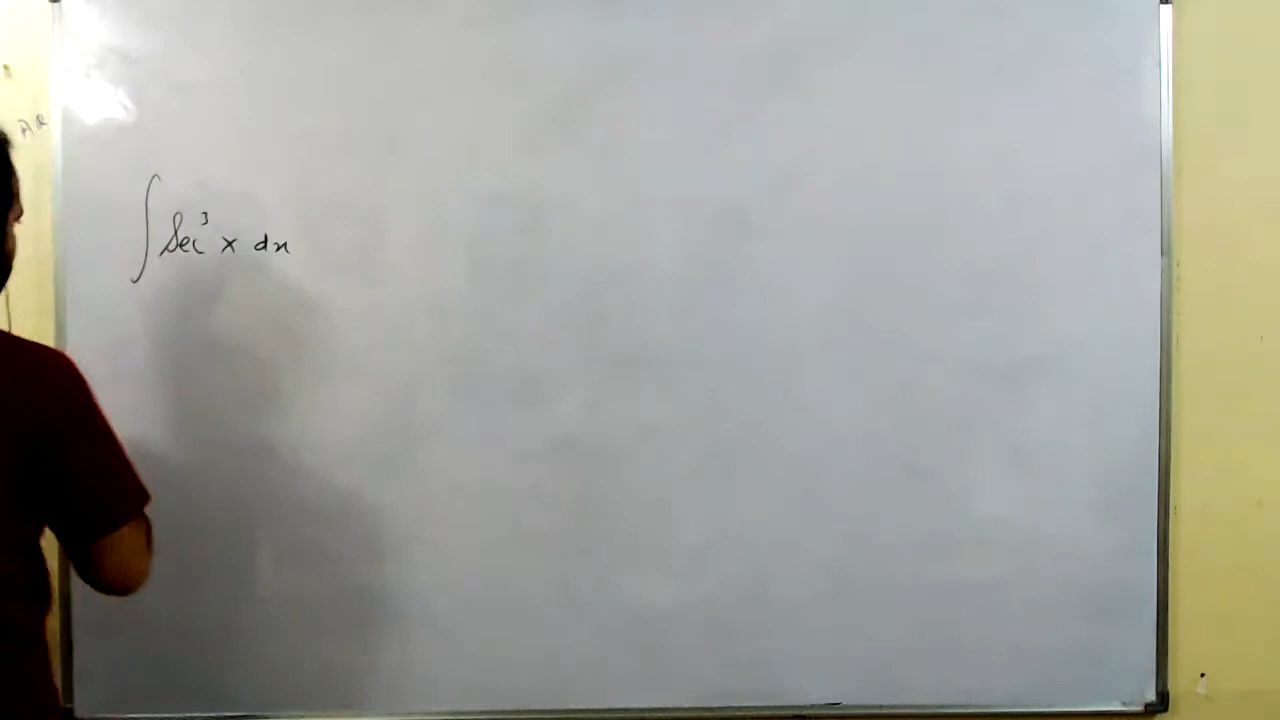 ∫ Sec³ x dx